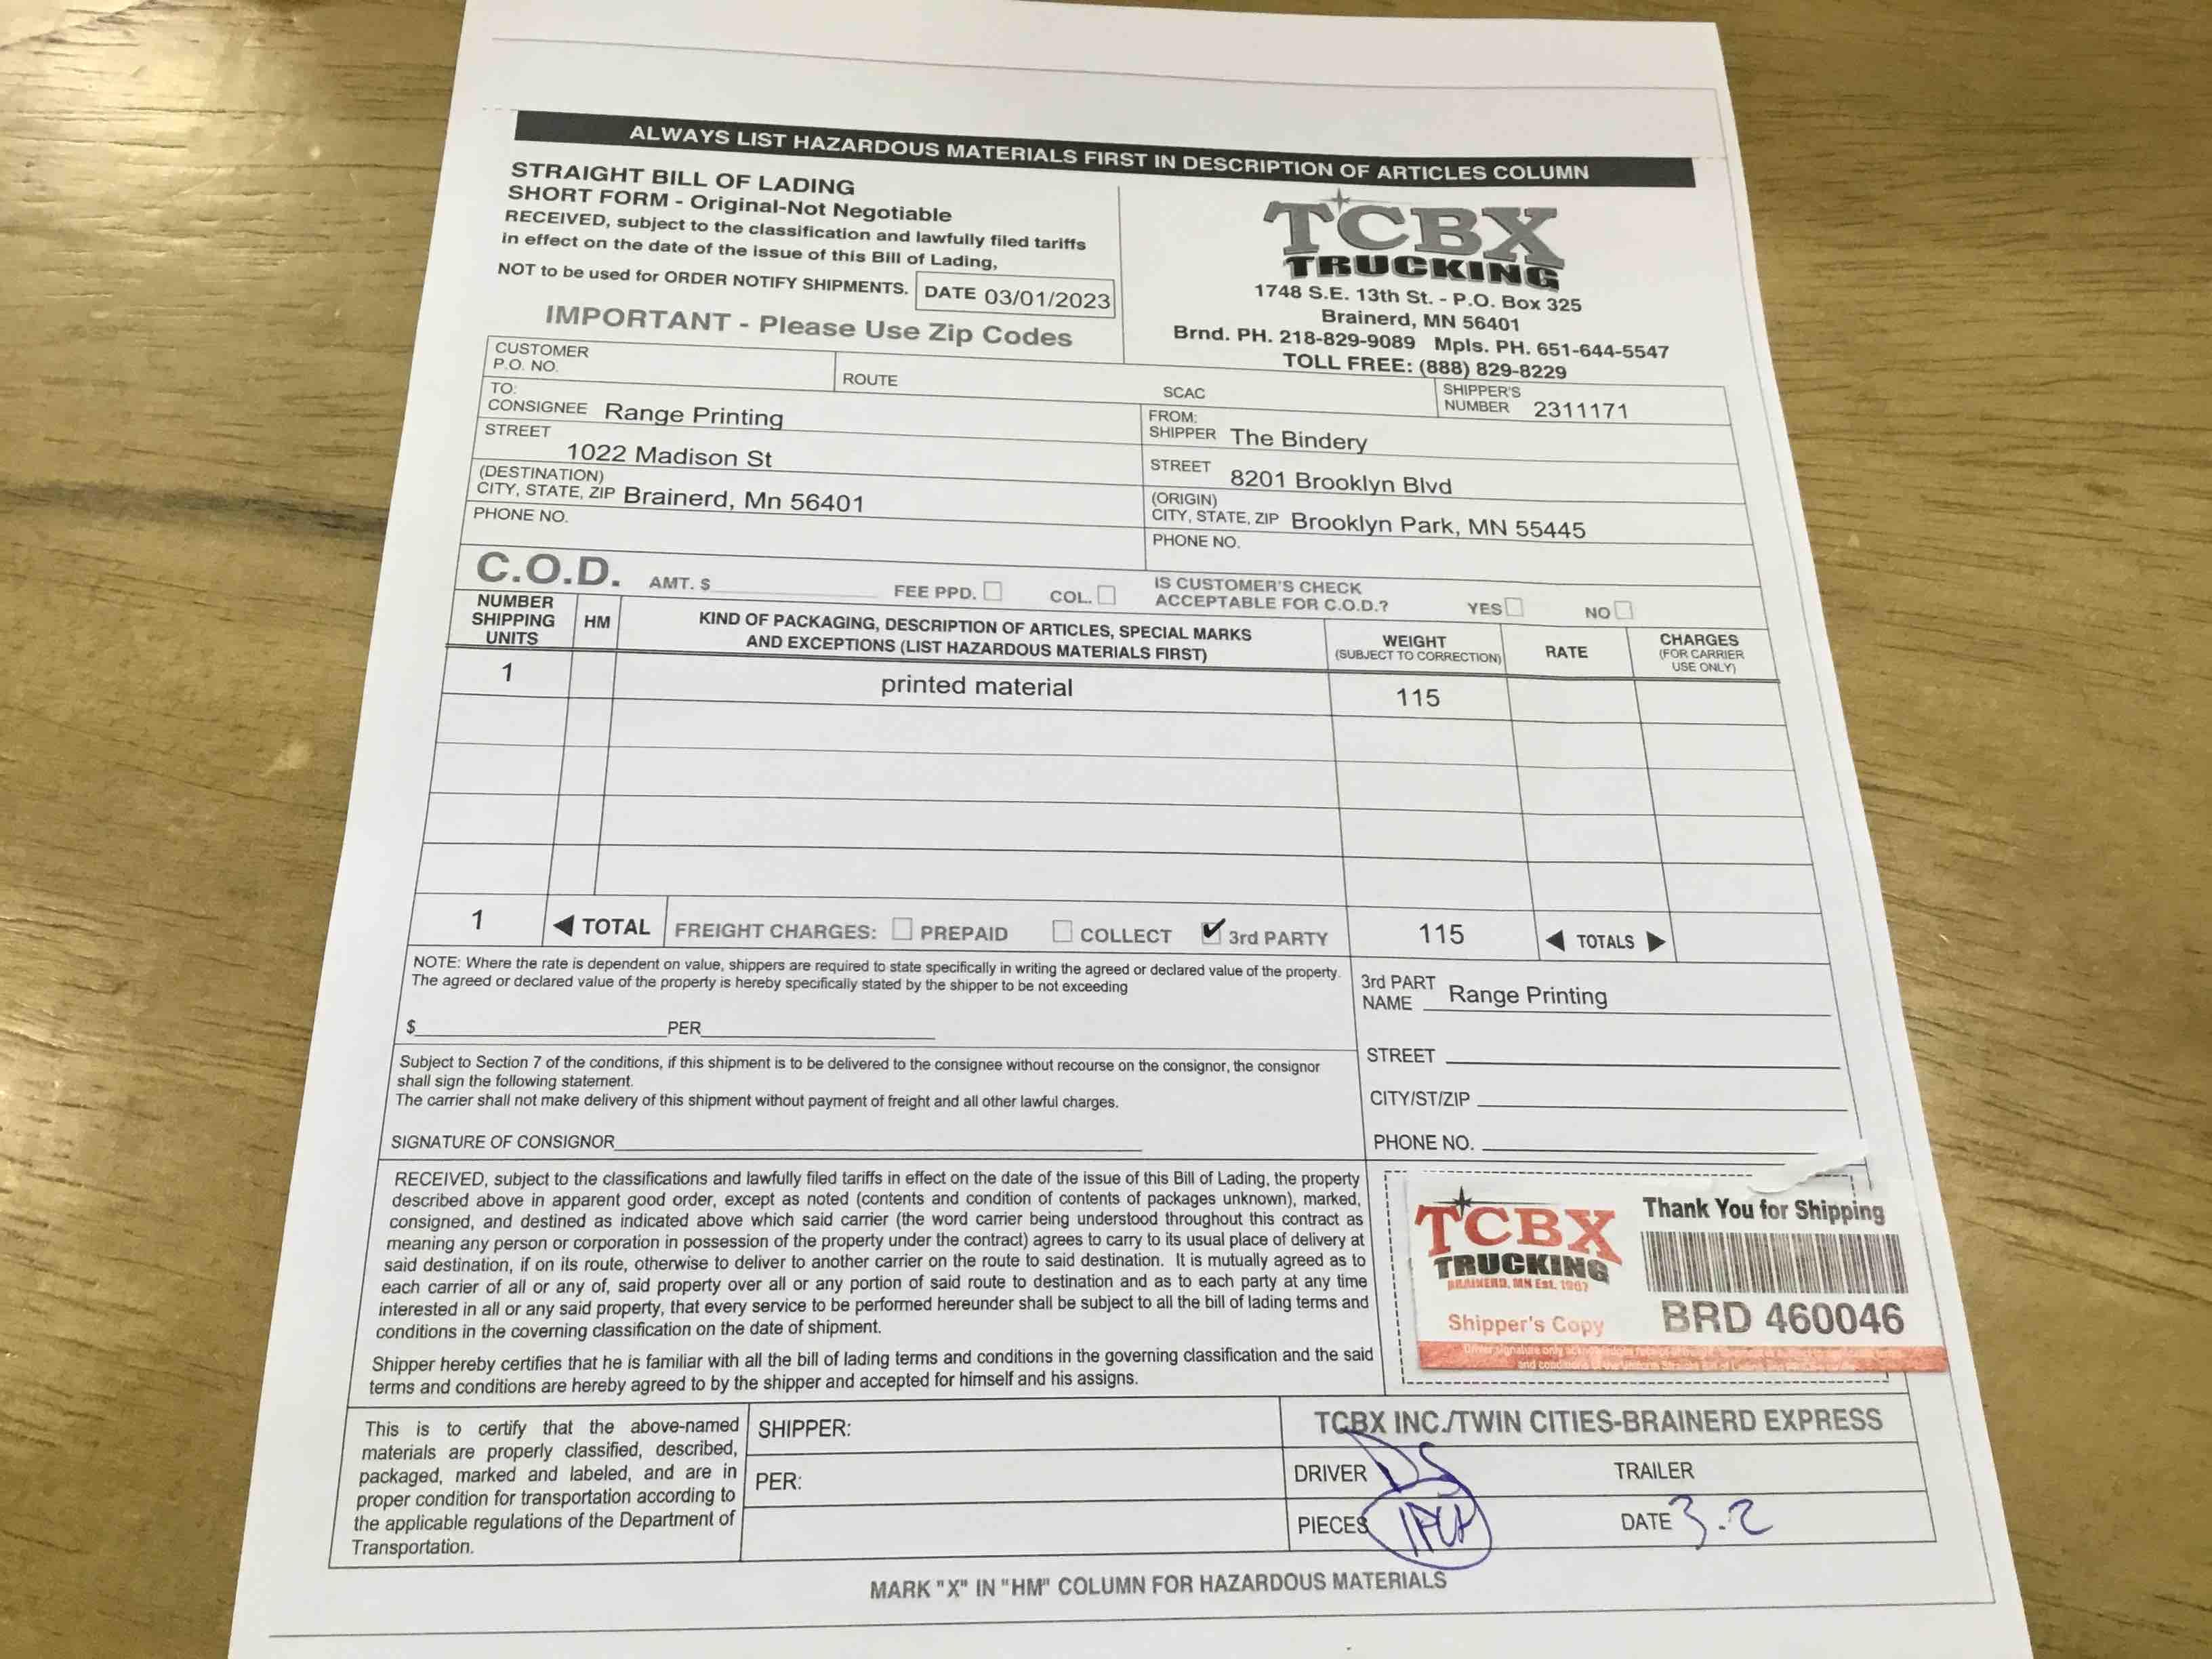 ALWAYS LIST HAZARDOUS MATERIALS FIRST IN DESCRIPTION OF ARTICLES COLUMN
STRAIGHT BILL OF LADING
SHORT FORM - Original-Not Negotiable
RECEIVED, subject to the classification and lawfully filed tariffs
in effect on the date of the issue of this Bill of Lading,
NOT to be used for ORDER NOTIFY SHIPMENTS.
DATE 03/01/2023
IMPORTANT - Please Use Zip Codes
TCBX
TRUCKING
1748 S.E. 13th St. - P.O. Box 325
Brainerd, MN 56401
Brnd. PH. 218-829-9089 Mpls. PH. 651-644-5547
TOLL FREE: (888) 829-8229
CUSTOMER
P.O. NO.
ROUTE
SCAC
SHIPPER'S
NUMBER 2311171
TO:
CONSIGNEE Range Printing
STREET
1022 Madison St
(DESTINATION)
CITY, STATE, ZIP Brainerd, Mn 56401
PHONE NO.
FROM:
SHIPPER The Bindery
STREET 8201 Brooklyn Blvd
(ORIGIN)
CITY, STATE, ZIP Brooklyn Park, MN 55445
PHONE NO.
C.O.D. AMT. $ FEE PPD. COL.
IS CUSTOMER'S CHECK
ACCEPTABLE FOR C.O.D.? YES NO
NUMBER
SHIPPING
UNITS
HM
KIND OF PACKAGING, DESCRIPTION OF ARTICLES, SPECIAL MARKS
AND EXCEPTIONS (LIST HAZARDOUS MATERIALS FIRST)
WEIGHT
(SUBJECT TO CORRECTION)
RATE
CHARGES
(FOR CARRIER
USE ONLY)
1 printed material 115
1 ◀ TOTAL FREIGHT CHARGES: ☐ PREPAID ☐ COLLECT ✔ 3rd PARTY 115 ◀ TOTALS ▶
NOTE: Where the rate is dependent on value, shippers are required to state specifically in writing the agreed or declared value of the property.
The agreed or declared value of the property is hereby specifically stated by the shipper to be not exceeding
$ PER
Subject to Section 7 of the conditions, if this shipment is to be delivered to the consignee without recourse on the consignor, the consignor
shall sign the following statement.
The carrier shall not make delivery of this shipment without payment of freight and all other lawful charges.
SIGNATURE OF CONSIGNOR
3rd PART
NAME Range Printing
STREET
CITY/ST/ZIP
PHONE NO.
RECEIVED, subject to the classifications and lawfully filed tariffs in effect on the date of the issue of this Bill of Lading, the property
described above in apparent good order, except as noted (contents and condition of contents of packages unknown), marked,
consigned, and destined as indicated above which said carrier (the word carrier being understood throughout this contract as
meaning any person or corporation in possession of the property under the contract) agrees to carry to its usual place of delivery at
said destination, if on its route, otherwise to deliver to another carrier on the route to said destination. It is mutually agreed as to
each carrier of all or any of, said property over all or any portion of said route to destination and as to each party at any time
interested in all or any said property, that every service to be performed hereunder shall be subject to all the bill of lading terms and
conditions in the coverning classification on the date of shipment.
Shipper hereby certifies that he is familiar with all the bill of lading terms and conditions in the governing classification and the said
terms and conditions are hereby agreed to by the shipper and accepted for himself and his assigns.
TCBX
TRUCKING
BRAINERD, MN Est. 1967
Shipper's Copy
Thank You for Shipping
BRD 460046
Driver signature only
and conditions of the Uniform Straight Bill of Lading
This is to certify that the above-named
materials are properly classified, described,
packaged, marked and labeled, and are in
proper condition for transportation according to
the applicable regulations of the Department of
Transportation.
SHIPPER:
PER:
TCBX INC./TWIN CITIES-BRAINERD EXPRESS
DRIVER DS TRAILER
PIECES DATE 3.2
MARK "X" IN "HM" COLUMN FOR HAZARDOUS MATERIALS